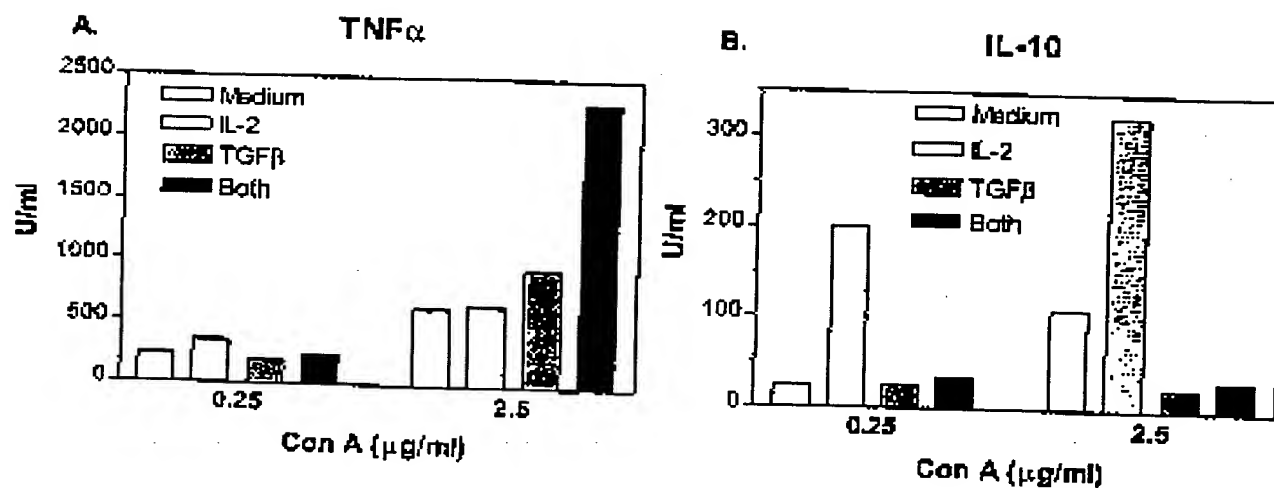 A. TNFα
2500
2000
1500
1000
500
0
U/ml
Medium
IL-2
TGFβ
Both
0.25 2.5
Con A (μg/ml)
B. IL-10
300
200
100
0
U/ml
Medium
IL-2
TGFβ
Both
0.25 2.5
Con A (μg/ml)